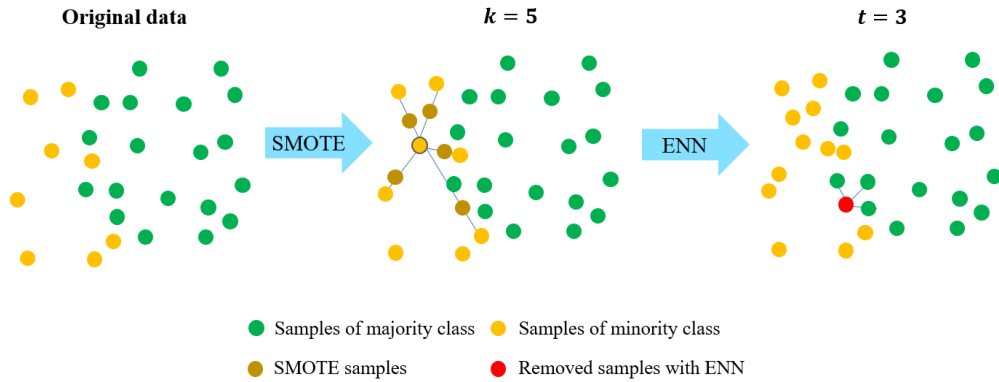 Original data
k = 5
t = 3
SMOTE
ENN
Samples of majority class
Samples of minority class
SMOTE samples
Removed samples with ENN